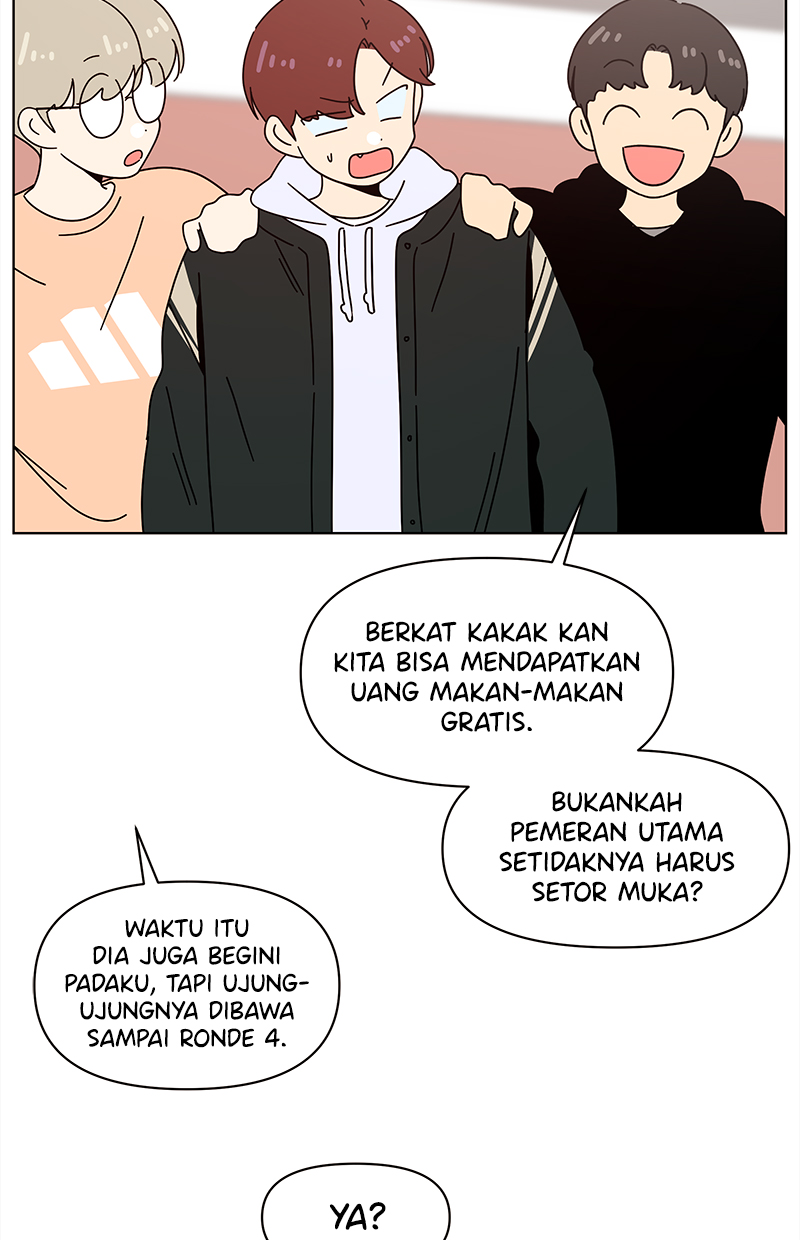 BERKAT KAKAK KAN
KITA BISA MENDAPATKAN
UANG MAKAN-MAKAN
GRATIS.
BUKANKAH
PEMERAN UTAMA
SETIDAKNYA HARUS
SETOR MUKA?
WAKTU ITU
DIA JUGA BEGINI
PADAKU, TAPI UJUNG-
UJUNGNYA DIBAWA
SAMPAI RONDE 4.
YA?